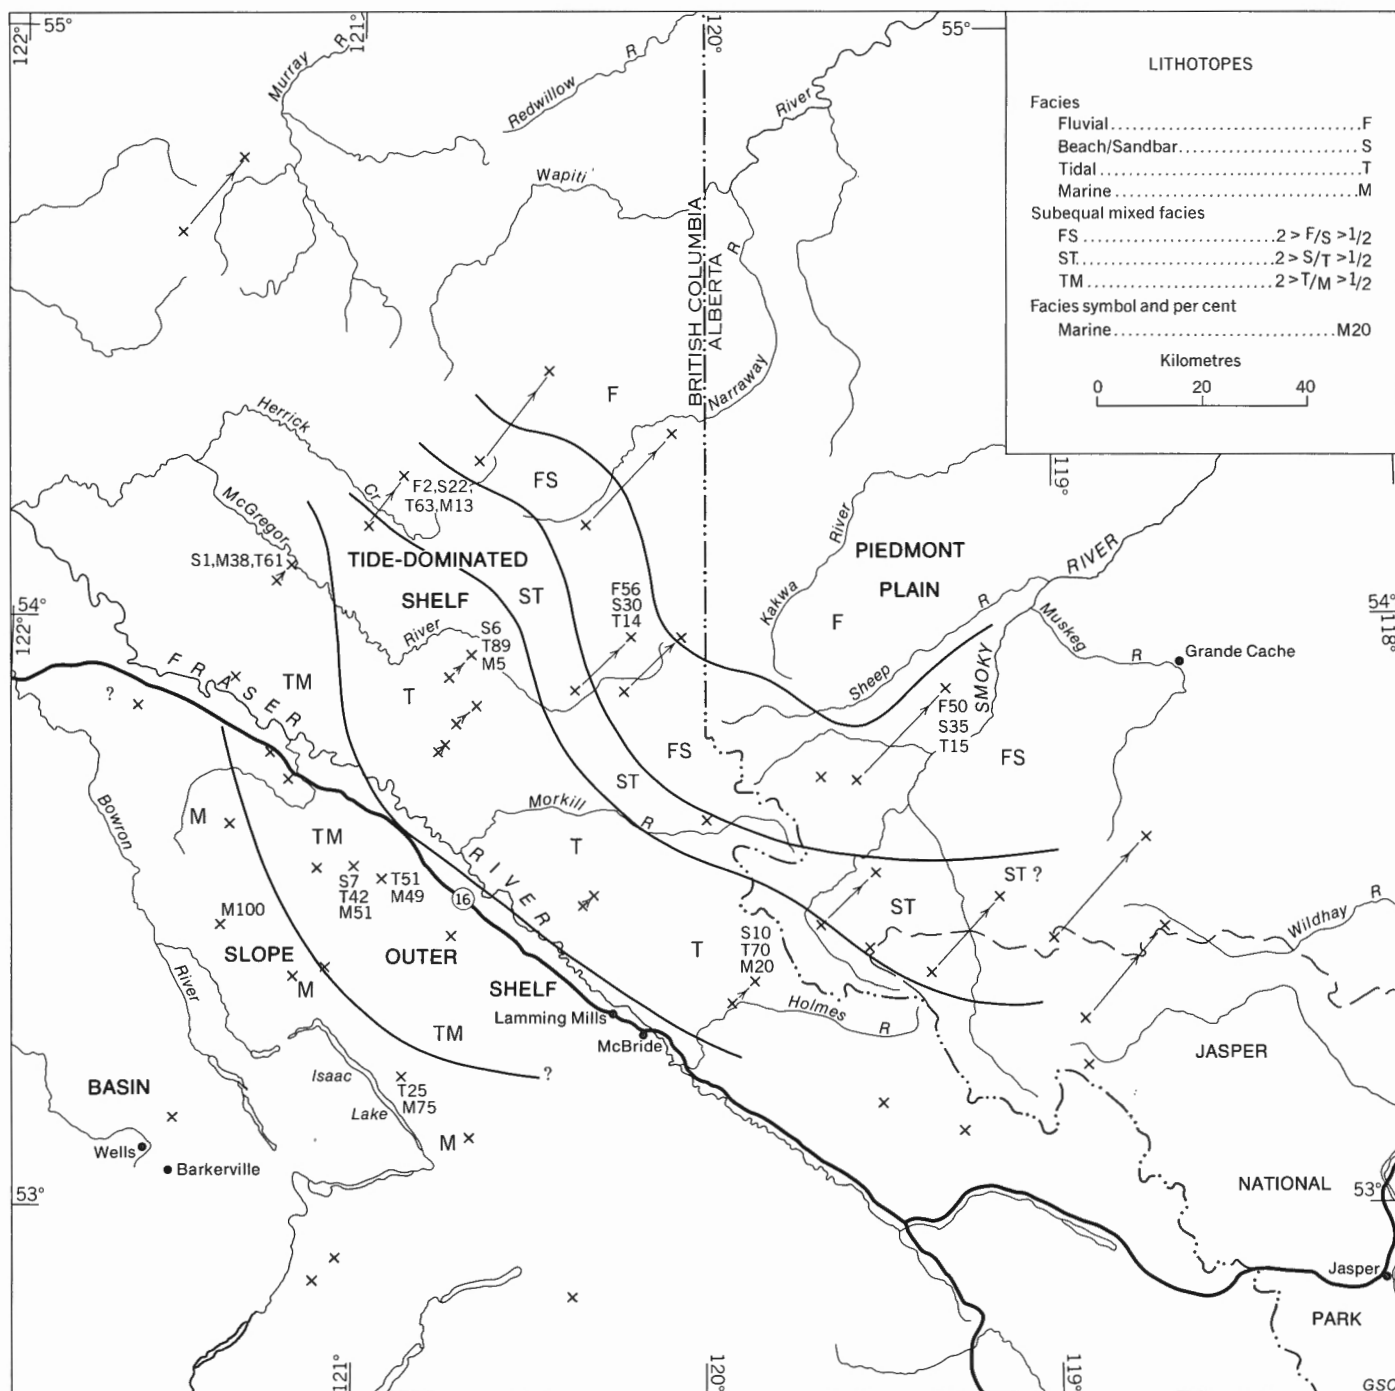 122°
55°
121°
120°
55°
Murray R
Redwillow R
River
Wapiti
BRITISH COLUMBIA
ALBERTA
R
Narraway
LITHOTOPES
Facies
Fluvial..............................F
Beach/Sandbar......................S
Tidal................................T
Marine..............................M
Subequal mixed facies
FS........................2 > F/S >1/2
ST........................2 > S/T >1/2
TM.......................2 >T/M >1/2
Facies symbol and per cent
Marine...........................M20
Kilometres
0 20 40
119°
F
Herrick
Cr
F2,S22,
T63,M13
FS
McGregor
S1,M38,T61
TIDE-DOMINATED
SHELF
River
ST
F56
S30
T14
S6
T89
M5
River
Kakwa
PIEDMONT
PLAIN
RIVER
F
R
Sheep
SMOKY
Muskeg
R
Grande Cache
54°
122°
54°
118°
FRASER
?
TM
T
F50
S35
T15
FS
FS
ST
Morkill
R
T
Bowron
River
M
TM
S7
T42
M51
T51
M49
16
RIVER
M100
SLOPE
M
OUTER
SHELF
TM
Lamming Mills
McBride
T
S10
T70
M20
Holmes
R
ST
ST ?
Wildhay
R
JASPER
BASIN
Wells
Barkerville
Isaac
Lake
?
T25
M75
M
53°
NATIONAL
53°
Jasper
PARK
121°
120°
119°
GSC